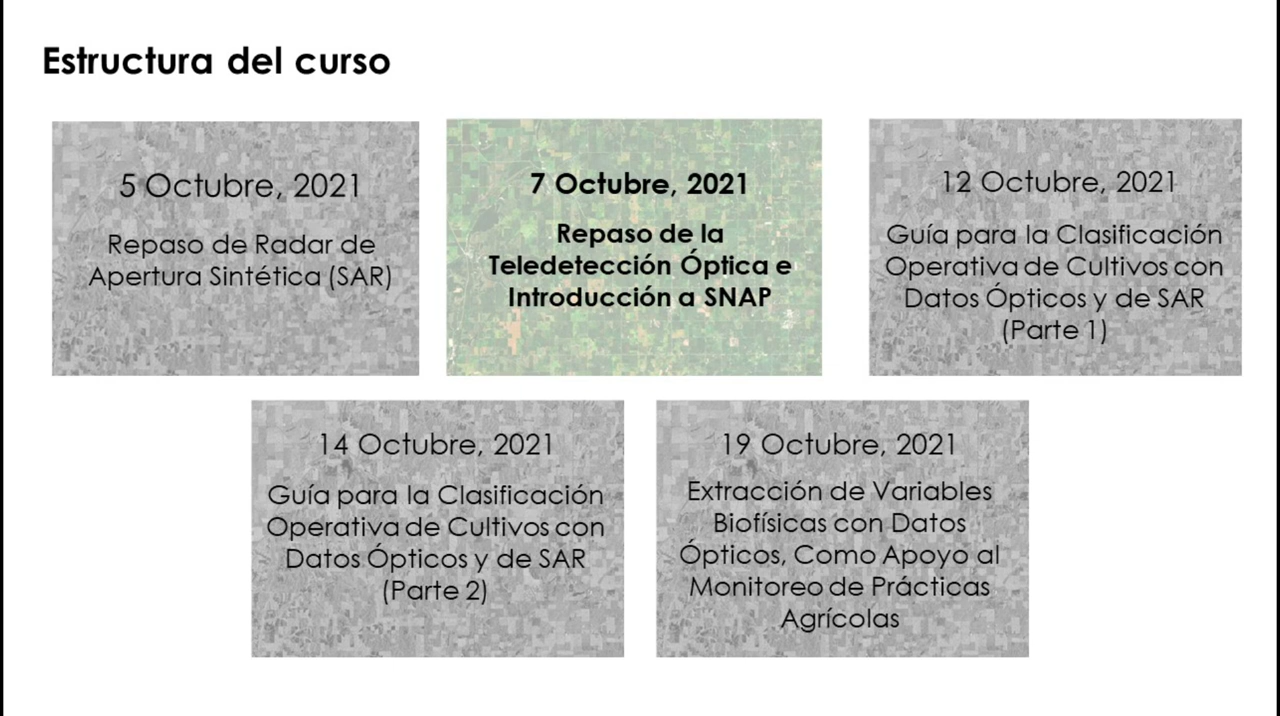 Estructura del curso
5 Octubre, 2021
Repaso de Radar de
Apertura Sintética (SAR)
7 Octubre, 2021
Repaso de la
Teledetección Óptica e
Introducción a SNAP
12 Octubre, 2021
Guía para la Clasificación
Operativa de Cultivos con
Datos Ópticos y de SAR
(Parte 1)
14 Octubre, 2021
Guía para la Clasificación
Operativa de Cultivos con
Datos Ópticos y de SAR
(Parte 2)
19 Octubre, 2021
Extracción de Variables
Biofísicas con Datos
Ópticos, Como Apoyo al
Monitoreo de Prácticas
Agrícolas